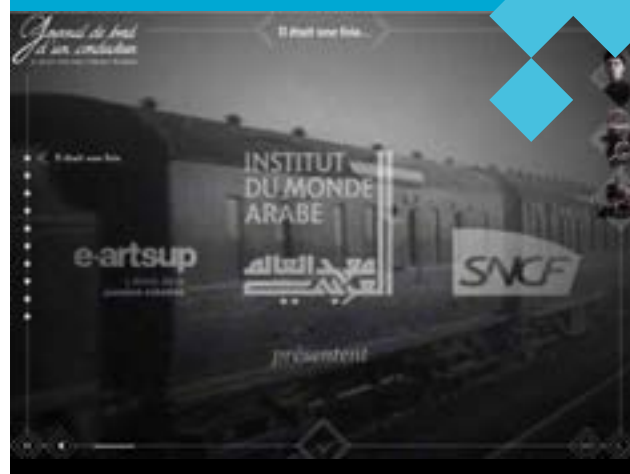 Journal de bord
d'un conducteur
Il était une fois...
Il était une fois
INSTITUT
DU MONDE
ARABE
معهد العالم
العربي
e·artsup
SNCF
présentent